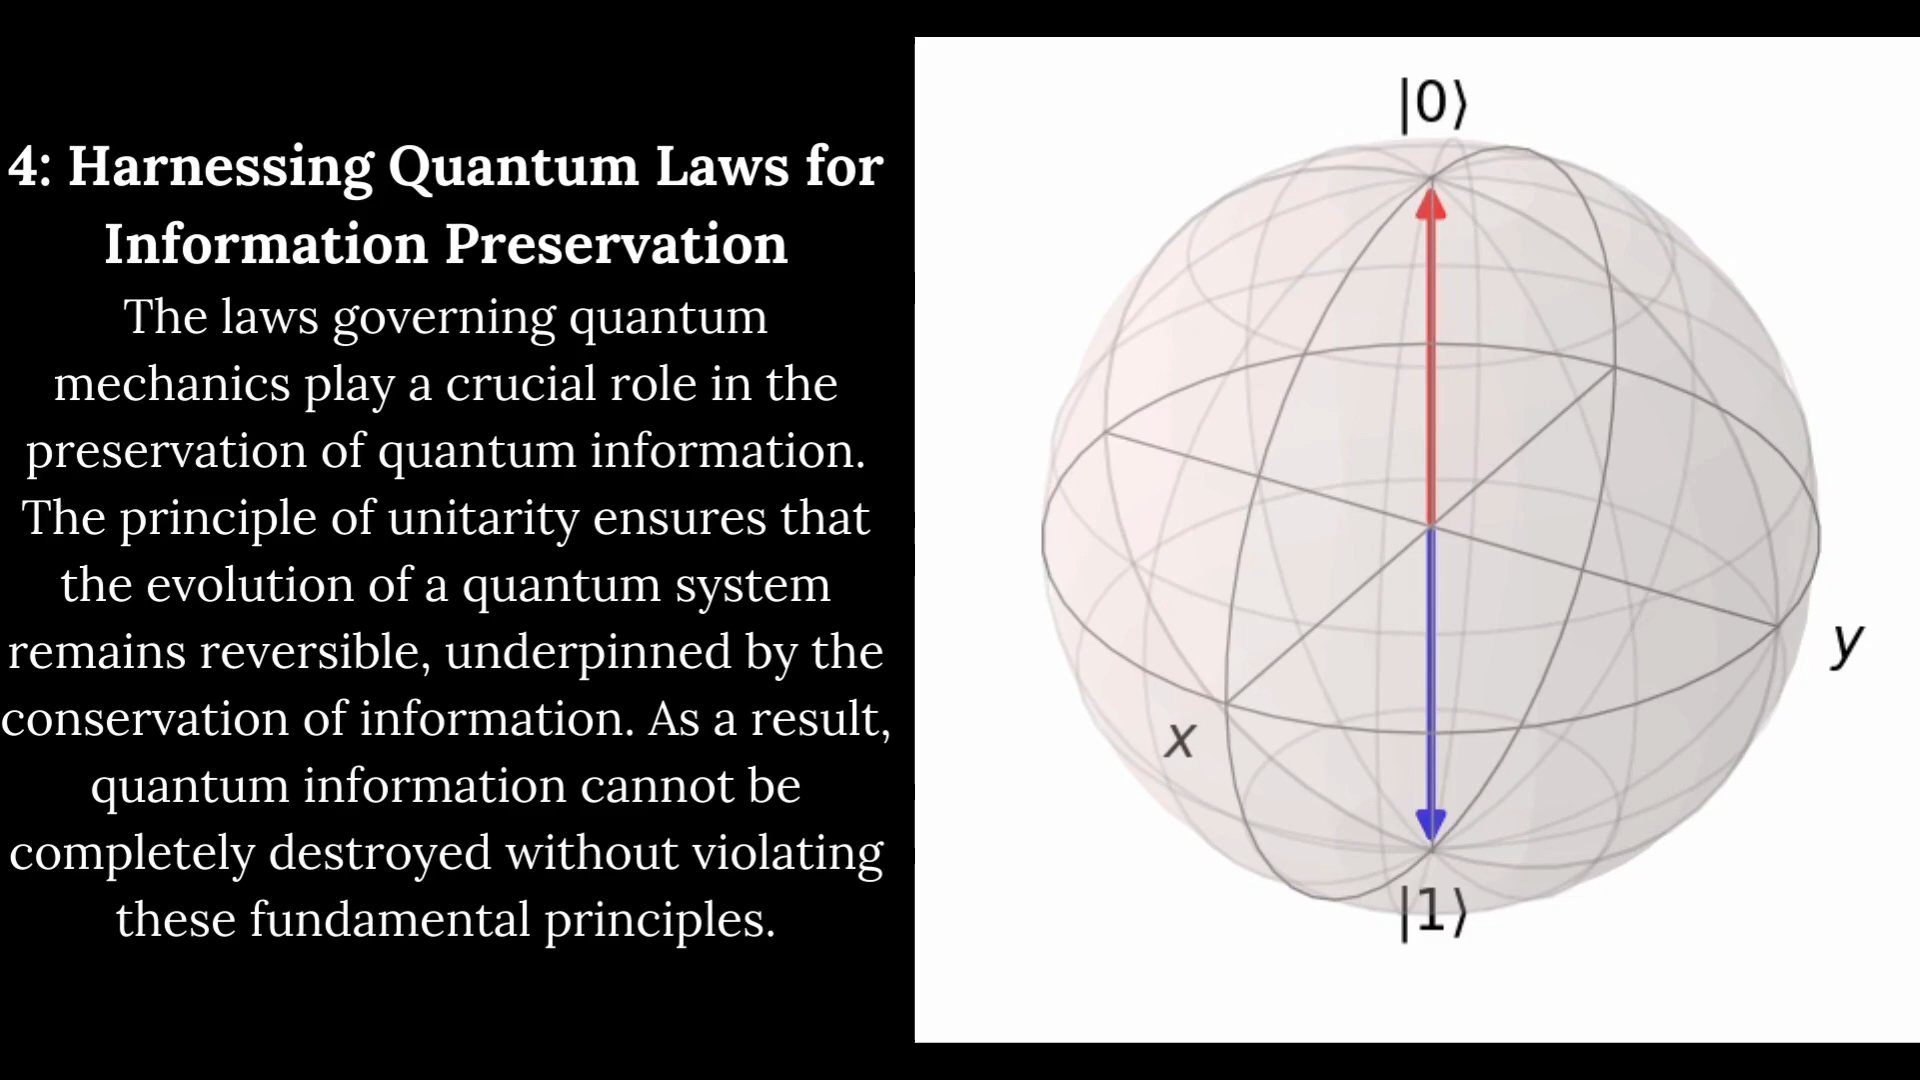 4: Harnessing Quantum Laws for
Information Preservation
The laws governing quantum
mechanics play a crucial role in the
preservation of quantum information.
The principle of unitarity ensures that
the evolution of a quantum system
remains reversible, underpinned by the
conservation of information. As a result,
quantum information cannot be
completely destroyed without violating
these fundamental principles.
|0⟩
y
x
|1⟩